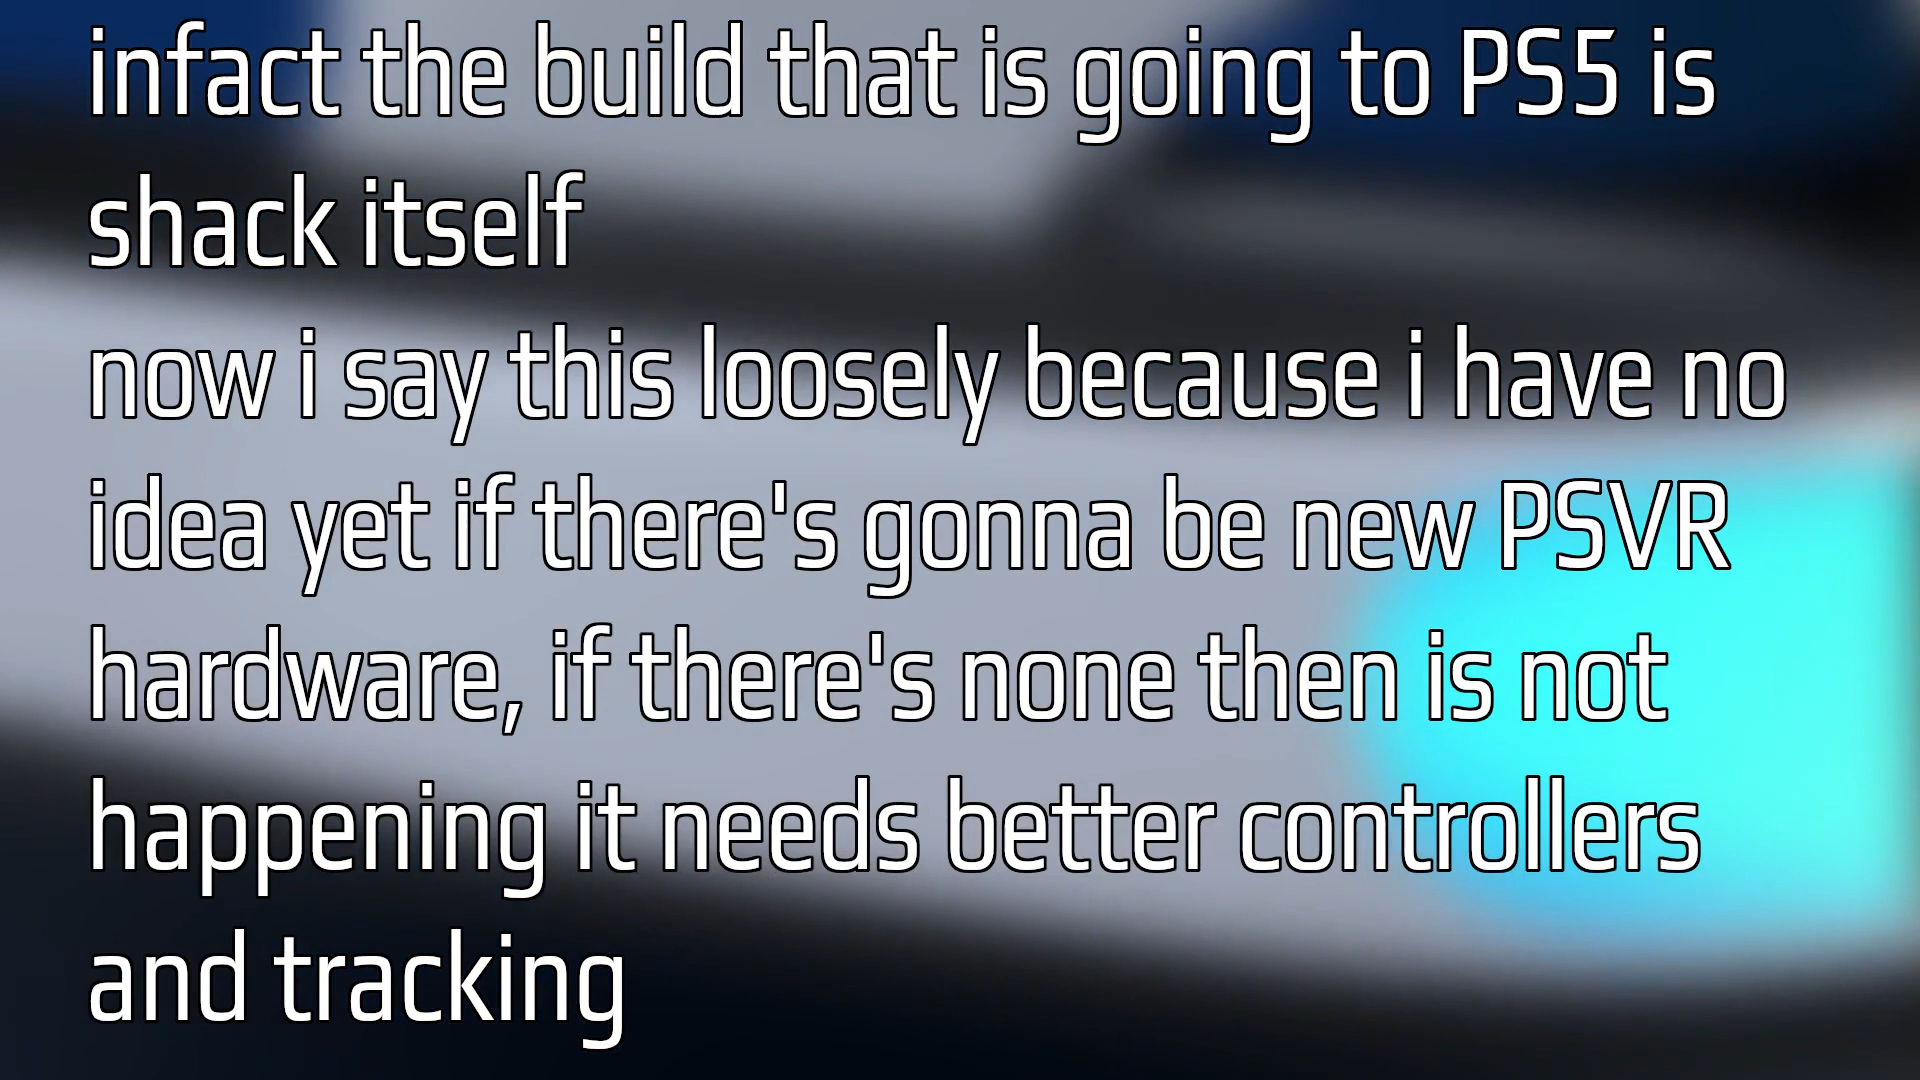 infact the build that is going to PS5 is
shack itself
now i say this loosely because i have no
idea yet if there's gonna be new PSVR
hardware, if there's none then is not
happening it needs better controllers
and tracking